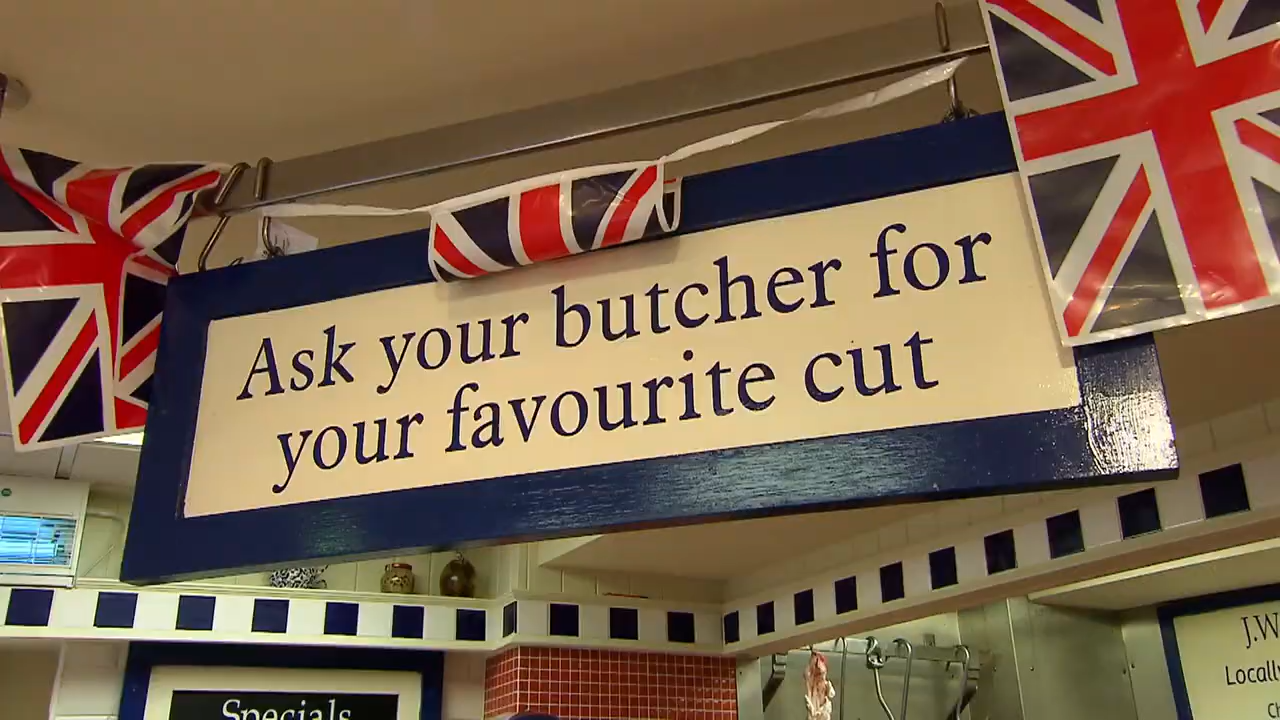 Ask your butcher for
your favourite cut
Specials
J.W
Locally